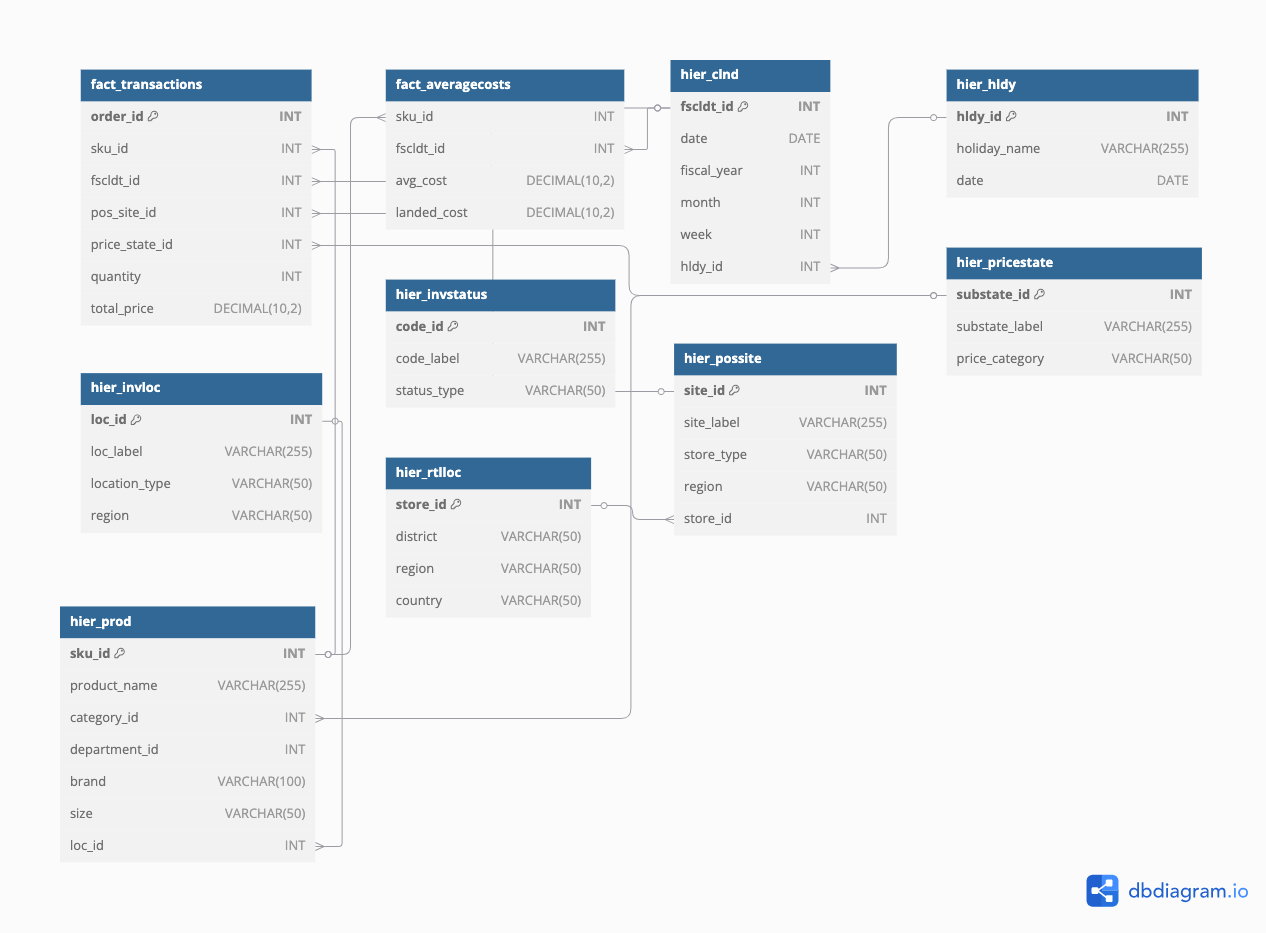 fact_transactions
order_id INT
sku_id INT
fscldt_id INT
pos_site_id INT
price_state_id INT
quantity INT
total_price DECIMAL(10,2)
fact_averagecosts
sku_id INT
fscldt_id INT
avg_cost DECIMAL(10,2)
landed_cost DECIMAL(10,2)
hier_clnd
fscldt_id INT
date DATE
fiscal_year INT
month INT
week INT
hldy_id INT
hier_hldy
hldy_id INT
holiday_name VARCHAR(255)
date DATE
hier_pricestate
substate_id INT
substate_label VARCHAR(255)
price_category VARCHAR(50)
hier_invstatus
code_id INT
code_label VARCHAR(255)
status_type VARCHAR(50)
hier_possite
site_id INT
site_label VARCHAR(255)
store_type VARCHAR(50)
region VARCHAR(50)
store_id INT
hier_invloc
loc_id INT
loc_label VARCHAR(255)
location_type VARCHAR(50)
region VARCHAR(50)
hier_rtlloc
store_id INT
district VARCHAR(50)
region VARCHAR(50)
country VARCHAR(50)
hier_prod
sku_id INT
product_name VARCHAR(255)
category_id INT
department_id INT
brand VARCHAR(100)
size VARCHAR(50)
loc_id INT
dbdiagram.io